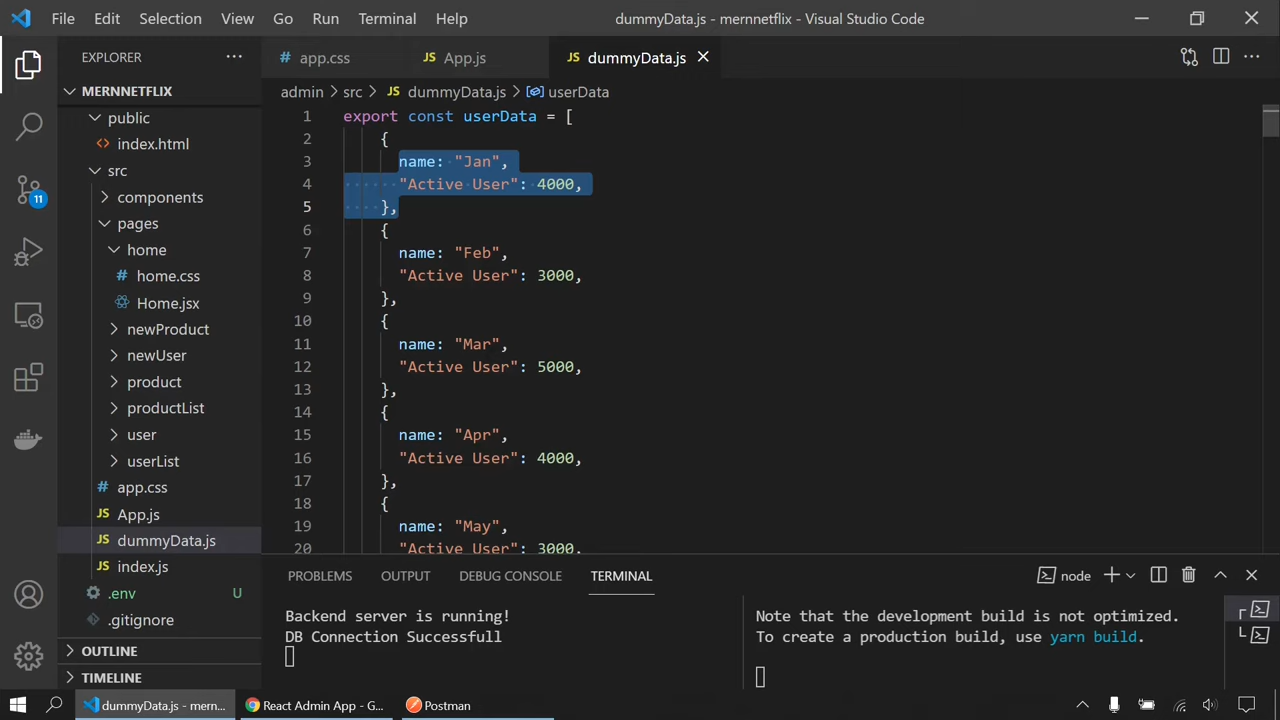 File Edit Selection View Go Run Terminal Help dummyData.js - mernnetflix - Visual Studio Code
EXPLORER ···
# app.css JS App.js JS dummyData.js
MERNNETFLIX
admin > src > JS dummyData.js > userData
public
<> index.html
src
components
pages
home
# home.css
Home.jsx
newProduct
newUser
product
productList
user
userList
# app.css
JS App.js
JS dummyData.js
JS index.js
.env U
.gitignore
OUTLINE
TIMELINE
11
1 export const userData = [
2 {
3 name: "Jan",
4 "Active User": 4000,
5 },
6 {
7 name: "Feb",
8 "Active User": 3000,
9 },
10 {
11 name: "Mar",
12 "Active User": 5000,
13 },
14 {
15 name: "Apr",
16 "Active User": 4000,
17 },
18 {
19 name: "May",
20 "Active User": 3000,
PROBLEMS OUTPUT DEBUG CONSOLE TERMINAL node
Backend server is running!
DB Connection Successfull
Note that the development build is not optimized.
To create a production build, use yarn build.
dummyData.js - mern... React Admin App - G... Postman